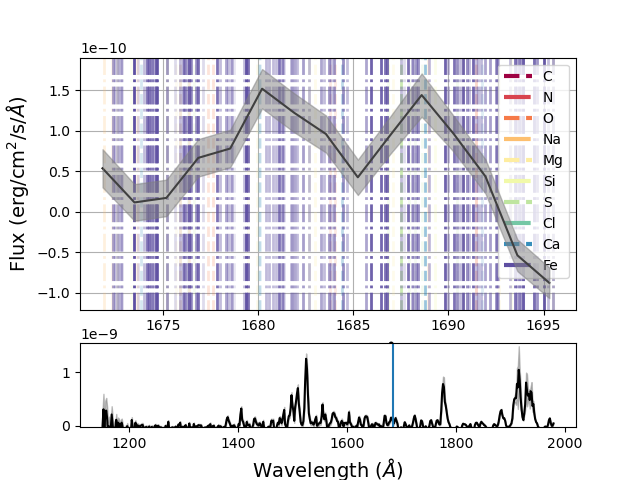 1e−10
Flux (erg/cm²/s/Å)
1.5
1.0
0.5
0.0
−0.5
−1.0
C
N
O
Na
Mg
Si
S
Cl
Ca
Fe
1675 1680 1685 1690 1695
1e−9
1
0
1200 1400 1600 1800 2000
Wavelength (Å)